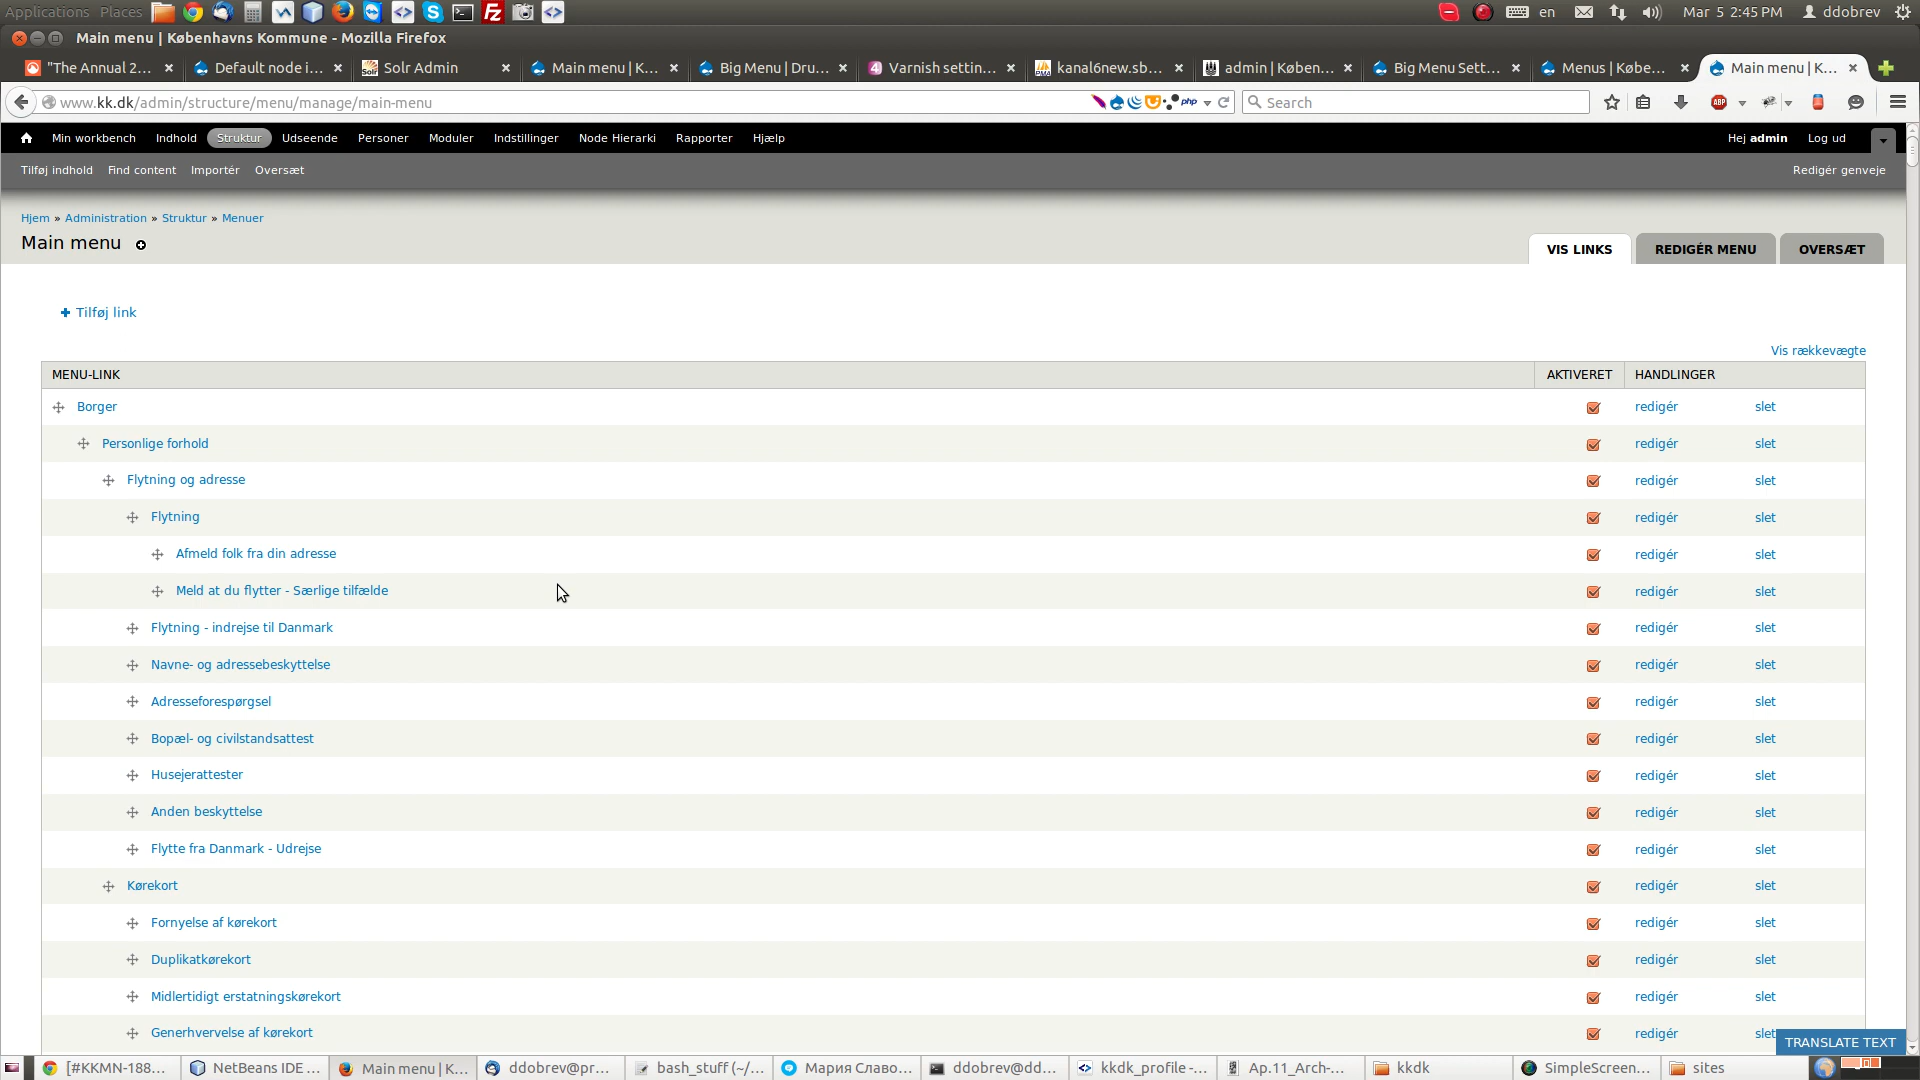 Applications Places en Mar 5 2:45 PM ddobrev
Main menu | Københavns Kommune - Mozilla Firefox
"The Annual 2... Default node i... Solr Admin Main menu | K... Big Menu | Dru... Varnish settin... kanal6new.sb... admin | Køben... Big Menu Sett... Menus | Købe... Main menu | K...
www.kk.dk/admin/structure/menu/manage/main-menu php Search ABP
Min workbench Indhold Struktur Udseende Personer Moduler Indstillinger Node Hierarki Rapporter Hjælp Hej admin Log ud
Tilføj indhold Find content Importér Oversæt Redigér genveje
Hjem » Administration » Struktur » Menuer
Main menu
VIS LINKS REDIGÉR MENU OVERSÆT
Tilføj link
Vis rækkevægte
MENU-LINK AKTIVERET HANDLINGER
Borger redigér slet
Personlige forhold redigér slet
Flytning og adresse redigér slet
Flytning redigér slet
Afmeld folk fra din adresse redigér slet
Meld at du flytter - Særlige tilfælde redigér slet
Flytning - indrejse til Danmark redigér slet
Navne- og adressebeskyttelse redigér slet
Adresseforespørgsel redigér slet
Bopæl- og civilstandsattest redigér slet
Husejerattester redigér slet
Anden beskyttelse redigér slet
Flytte fra Danmark - Udrejse redigér slet
Kørekort redigér slet
Fornyelse af kørekort redigér slet
Duplikatkørekort redigér slet
Midlertidigt erstatningskørekort redigér slet
Generhvervelse af kørekort redigér slet
TRANSLATE TEXT
[#KKMN-188... NetBeans IDE ... Main menu | K... ddobrev@pr... bash_stuff (~/... Мария Славо... ddobrev@dd... kkdk_profile -... Ap.11_Arch-... kkdk SimpleScreen... sites